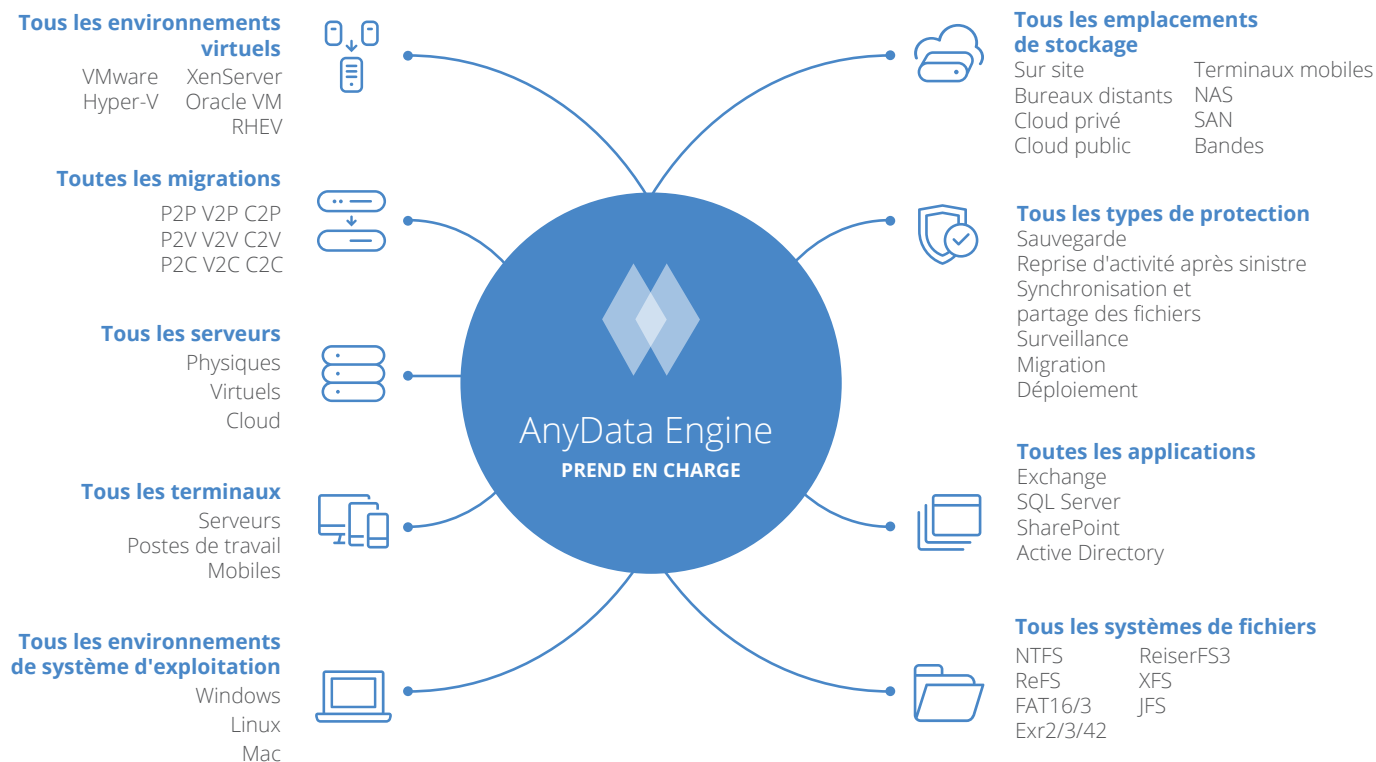 Tous les environnements
virtuels
VMware XenServer
Hyper-V Oracle VM
RHEV
Toutes les migrations
P2P V2P C2P
P2V V2V C2V
P2C V2C C2C
Tous les serveurs
Physiques
Virtuels
Cloud
Tous les terminaux
Serveurs
Postes de travail
Mobiles
Tous les environnements
de système d'exploitation
Windows
Linux
Mac
AnyData Engine
PREND EN CHARGE
Tous les emplacements
de stockage
Sur site Terminaux mobiles
Bureaux distants NAS
Cloud privé SAN
Cloud public Bandes
Tous les types de protection
Sauvegarde
Reprise d'activité après sinistre
Synchronisation et
partage des fichiers
Surveillance
Migration
Déploiement
Toutes les applications
Exchange
SQL Server
SharePoint
Active Directory
Tous les systèmes de fichiers
NTFS ReiserFS3
ReFS XFS
FAT16/3 JFS
Exr2/3/42